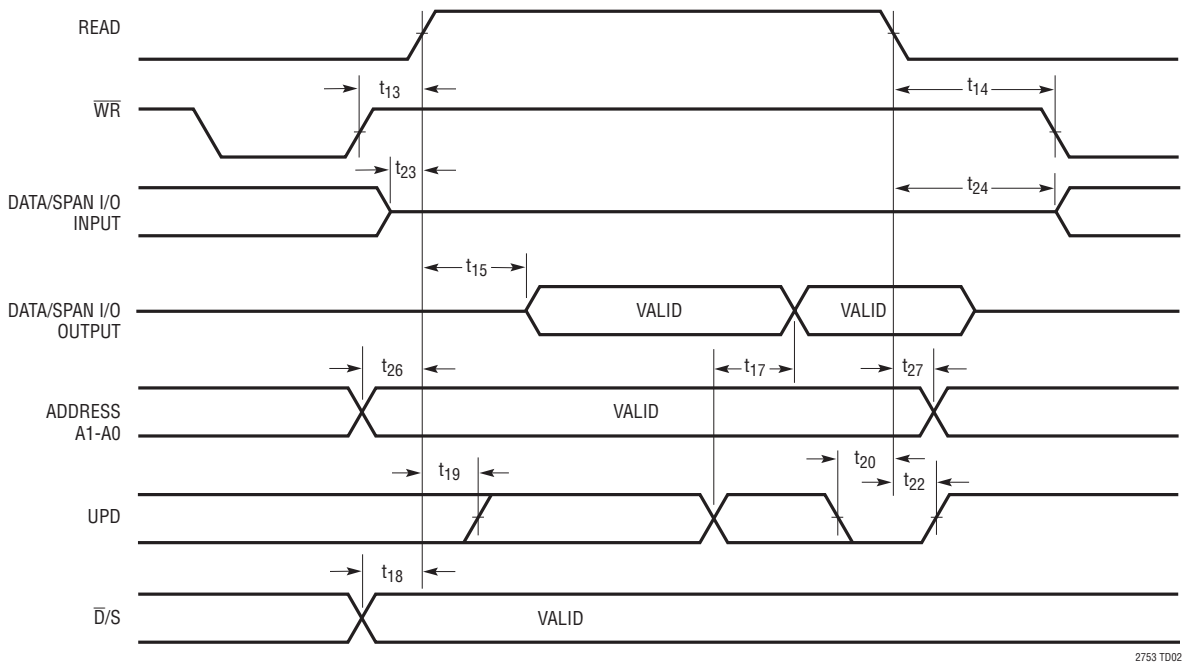 READ
t13
t14
W̅R̅
t23
t24
DATA/SPAN I/O
INPUT
t15
DATA/SPAN I/O
OUTPUT
VALID
VALID
t26
t17
t27
ADDRESS
A1-A0
VALID
t19
t20
t22
UPD
t18
D̅/S
VALID
2753 TD02